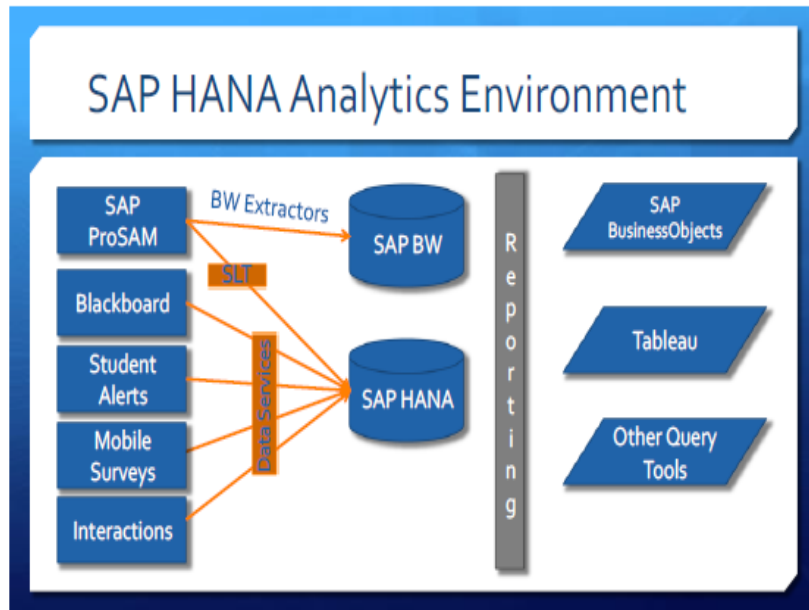 SAP HANA Analytics Environment
SAP
ProSAM
BW Extractors
SAP BW
SLT
Blackboard
Student
Alerts
Mobile
Surveys
Interactions
Data Services
SAP HANA
Reporting
SAP
BusinessObjects
Tableau
Other Query
Tools